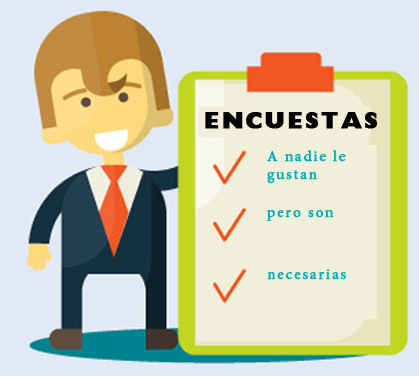 ENCUESTAS
A nadie le
gustan
pero son
necesarias